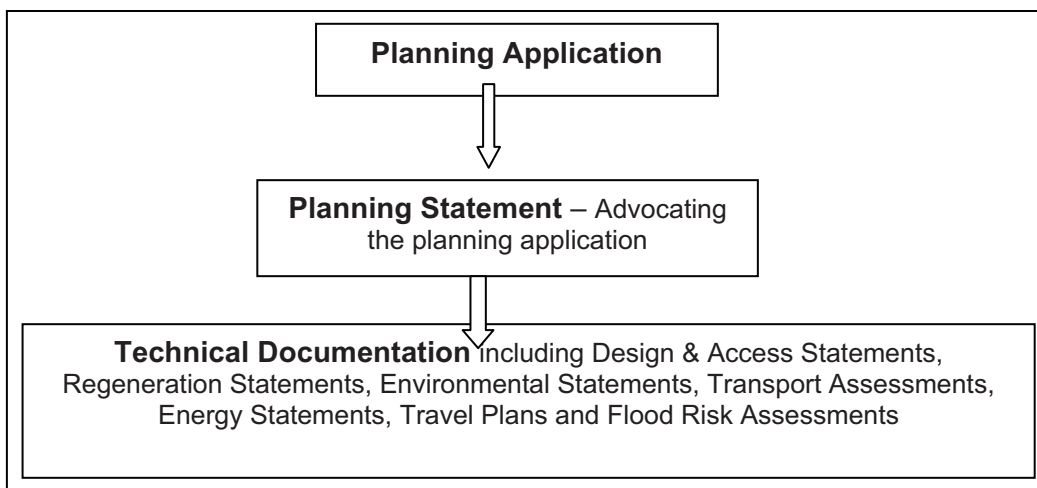 Planning Application
Planning Statement – Advocating
the planning application
Technical Documentation including Design & Access Statements,
Regeneration Statements, Environmental Statements, Transport Assessments,
Energy Statements, Travel Plans and Flood Risk Assessments